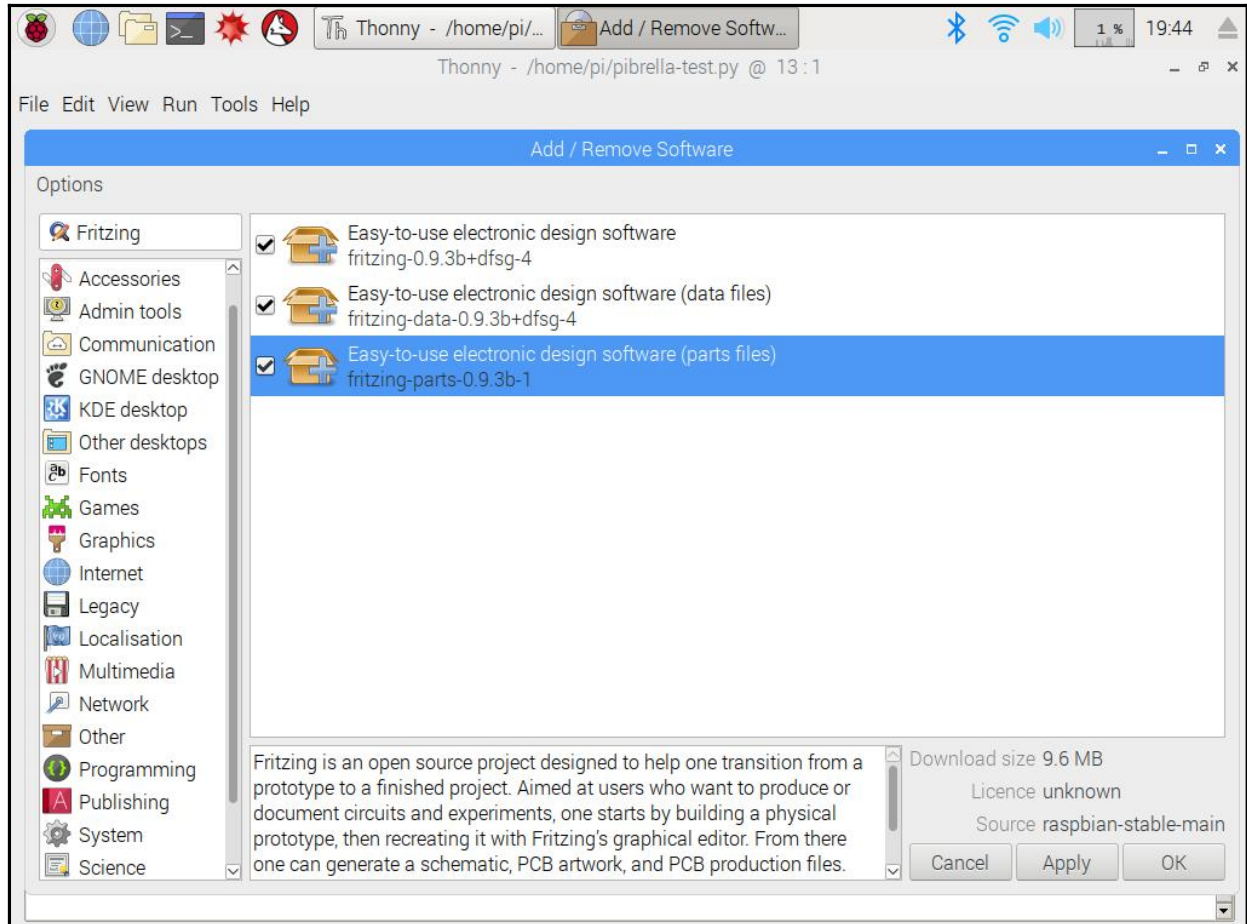 Thonny - /home/pi/...
Add / Remove Softw...
1 %
19:44
Thonny - /home/pi/pibrella-test.py @ 13 : 1
File Edit View Run Tools Help
Add / Remove Software
Options
Fritzing
Accessories
Admin tools
Communication
GNOME desktop
KDE desktop
Other desktops
Fonts
Games
Graphics
Internet
Legacy
Localisation
Multimedia
Network
Other
Programming
Publishing
System
Science
Easy-to-use electronic design software
fritzing-0.9.3b+dfsg-4
Easy-to-use electronic design software (data files)
fritzing-data-0.9.3b+dfsg-4
Easy-to-use electronic design software (parts files)
fritzing-parts-0.9.3b-1
Fritzing is an open source project designed to help one transition from a
prototype to a finished project. Aimed at users who want to produce or
document circuits and experiments, one starts by building a physical
prototype, then recreating it with Fritzing's graphical editor. From there
one can generate a schematic, PCB artwork, and PCB production files.
Download size 9.6 MB
Licence unknown
Source raspbian-stable-main
Cancel Apply OK